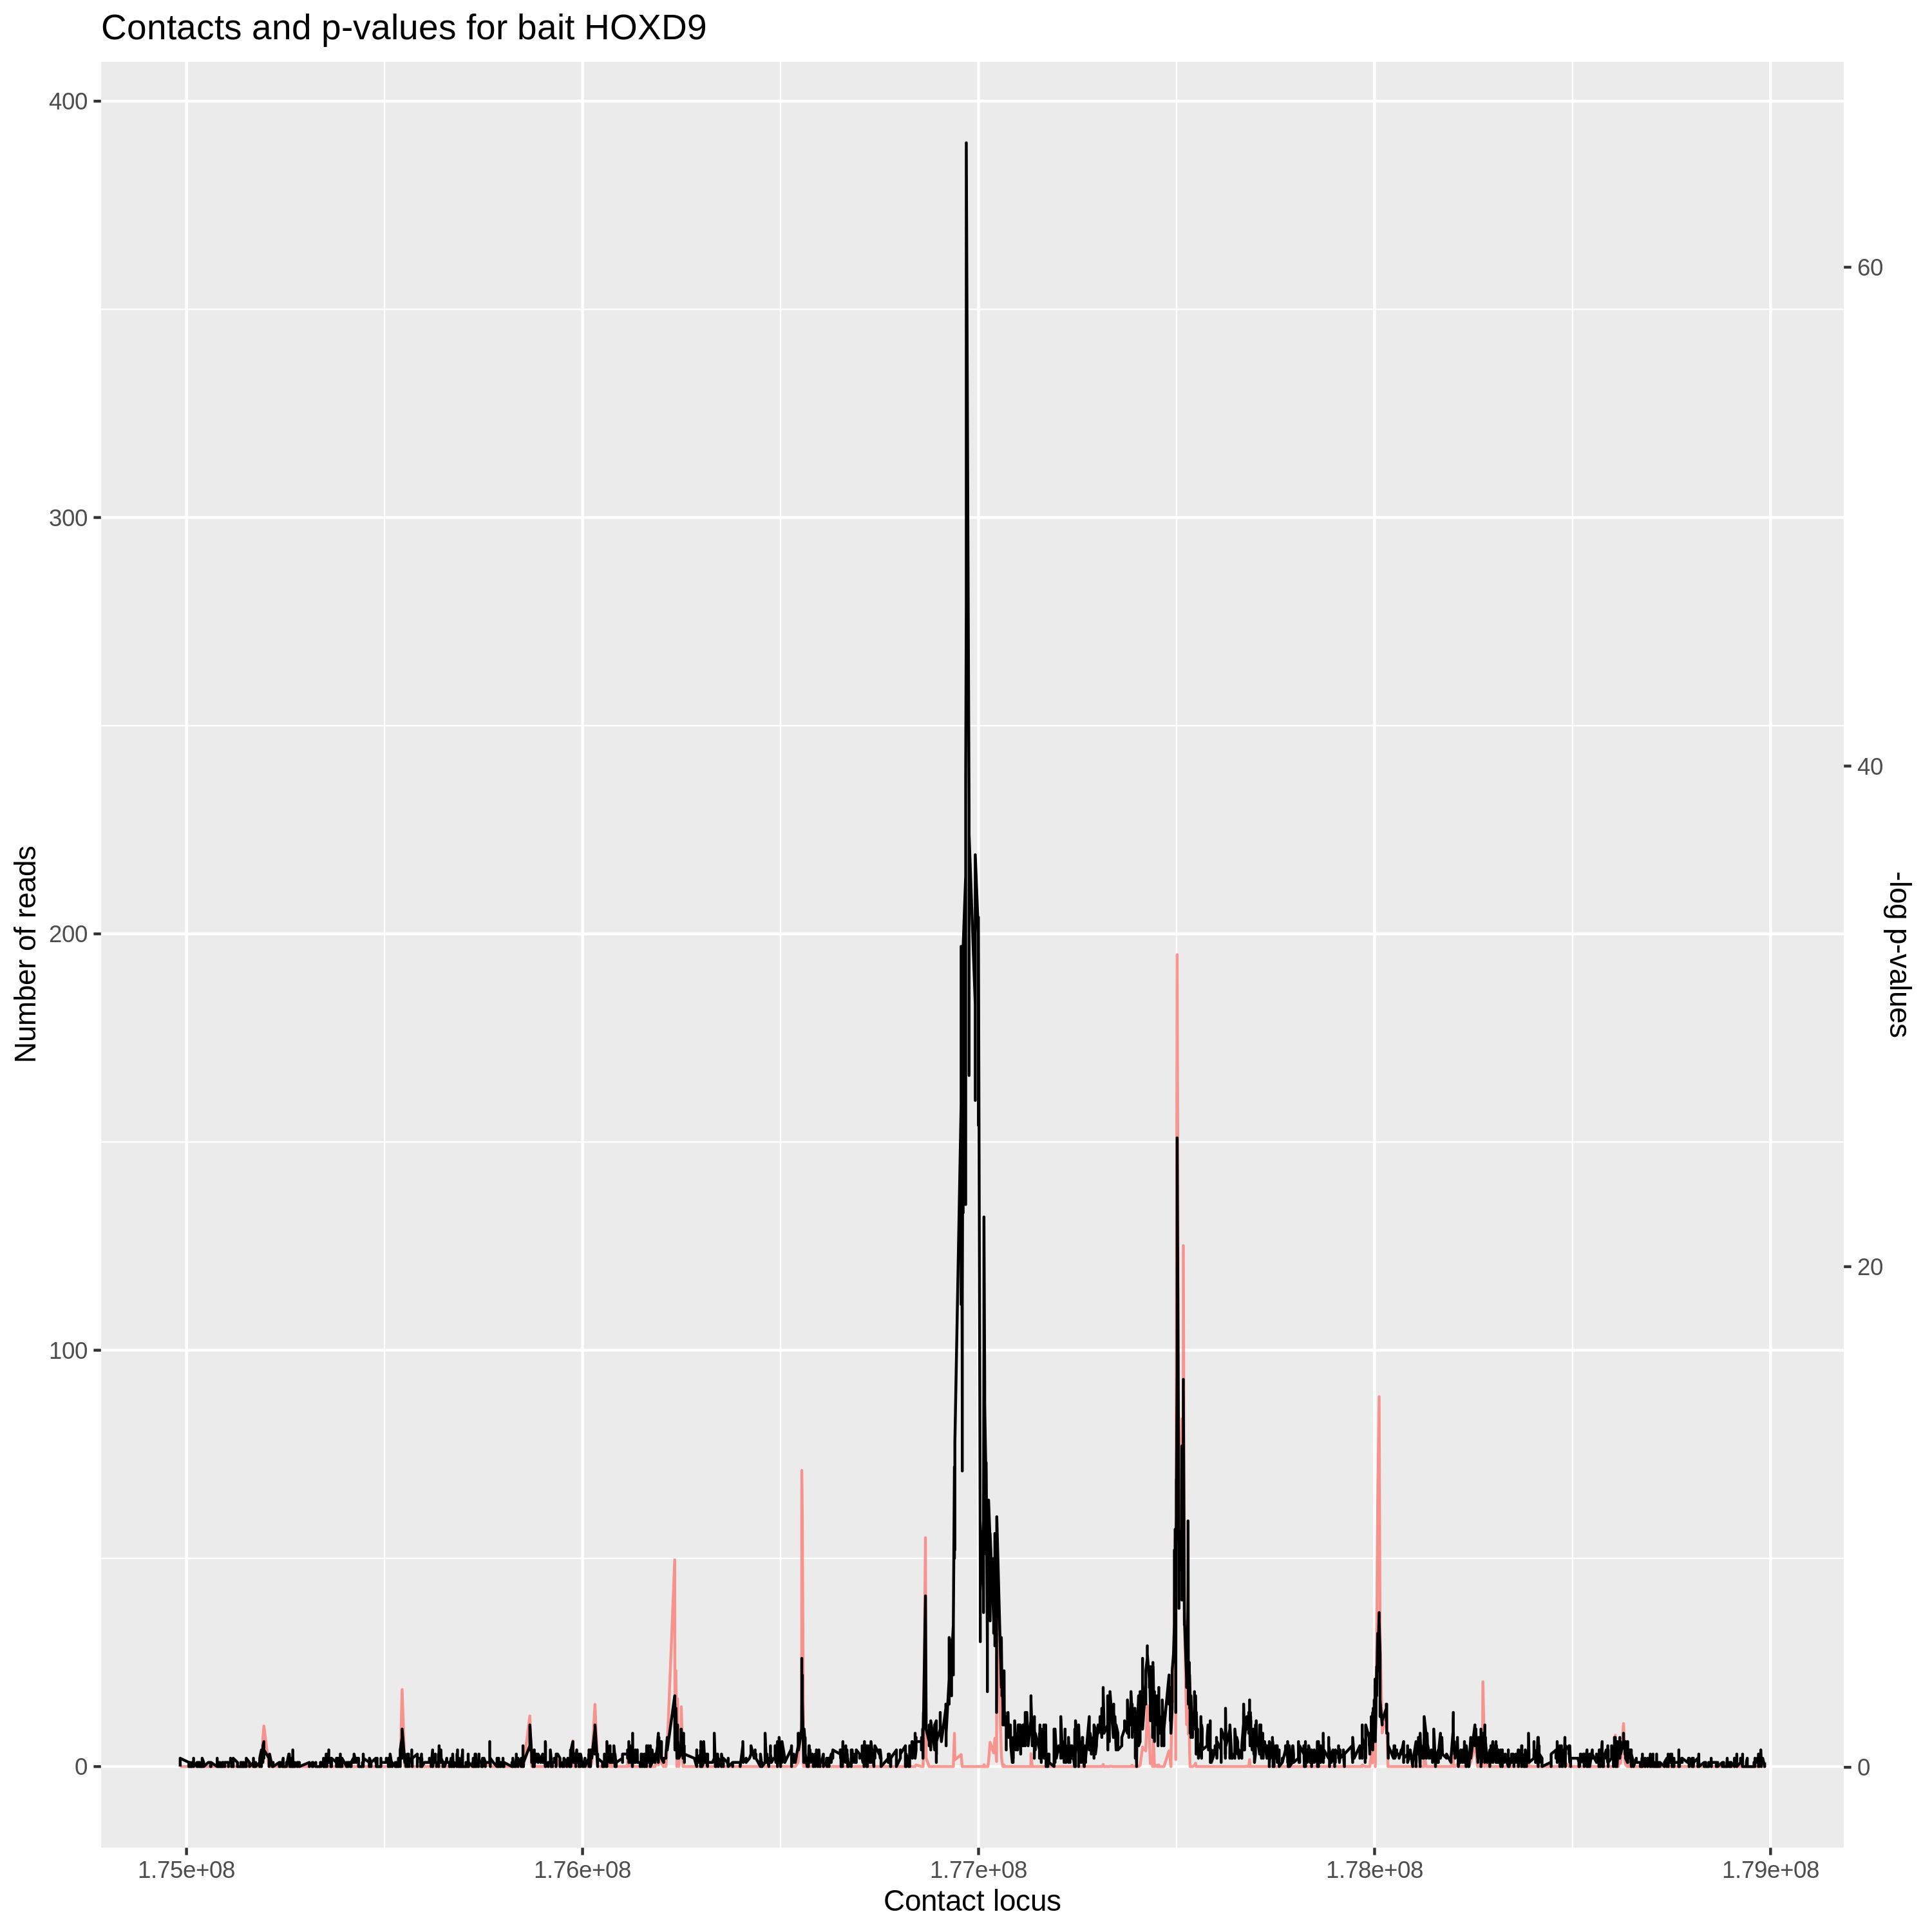 Contacts and p-values for bait HOXD9
400
300
200
100
0
Number of reads
60
40
20
0
-log p-values
1.75e+08
1.76e+08
1.77e+08
1.78e+08
1.79e+08
Contact locus